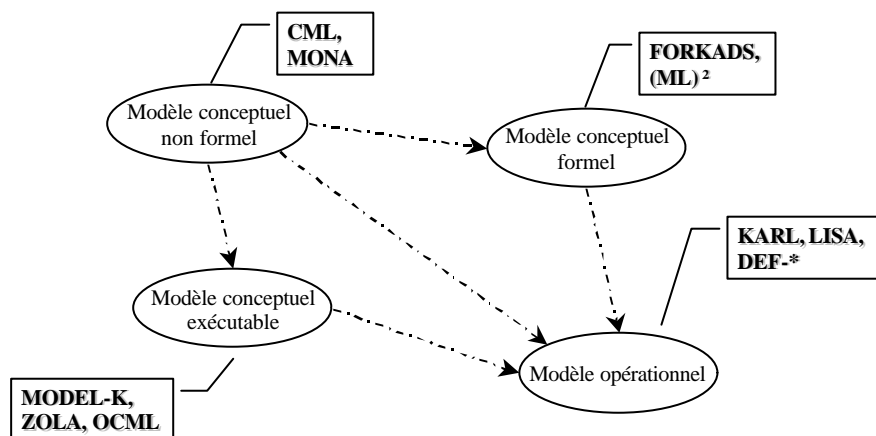 CML,
MONA
FORKADS,
(ML) ²
Modèle conceptuel
non formel
Modèle conceptuel
formel
KARL, LISA,
DEF-*
Modèle conceptuel
exécutable
Modèle opérationnel
MODEL-K,
ZOLA, OCML